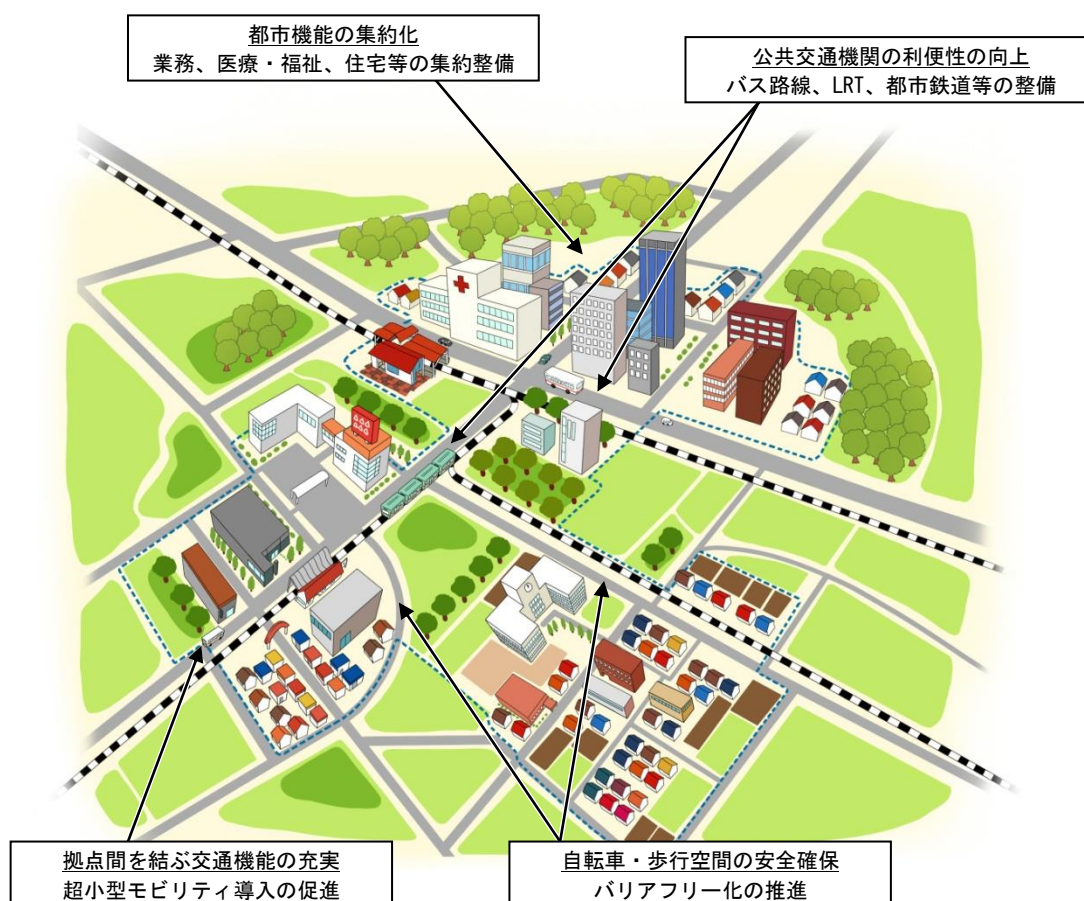 都市機能の集約化
業務、医療・福祉、住宅等の集約整備
公共交通機関の利便性の向上
バス路線、LRT、都市鉄道等の整備
拠点間を結ぶ交通機能の充実
超小型モビリティ導入の促進
自転車・歩行空間の安全確保
バリアフリー化の推進